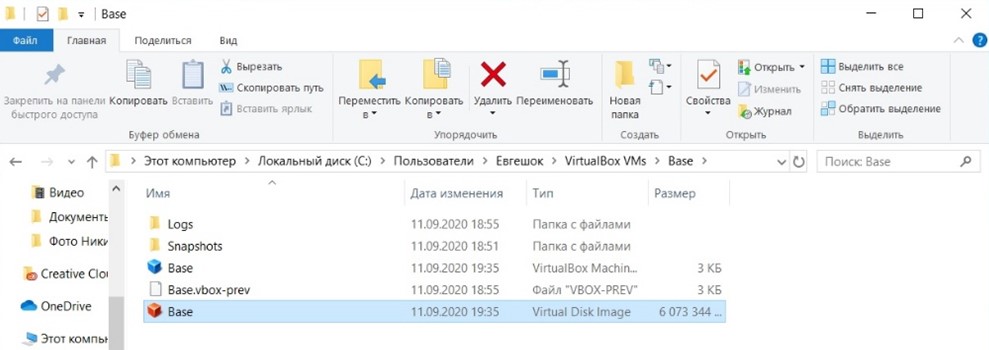 Base
Файл Главная Поделиться Вид
Закрепить на панели быстрого доступа
Копировать
Вставить
Вырезать
Скопировать путь
Вставить ярлык
Буфер обмена
Переместить в
Копировать в
Удалить
Переименовать
Упорядочить
Новая папка
Создать
Свойства
Открыть
Изменить
Журнал
Открыть
Выделить все
Снять выделение
Обратить выделение
Выделить
Этот компьютер > Локальный диск (C:) > Пользователи > Евгешок > VirtualBox VMs > Base >
Поиск: Base
Видео
Документы
Фото Ники
Creative Clou
OneDrive
Этот компью
Имя Дата изменения Тип Размер
Logs 11.09.2020 18:55 Папка с файлами
Snapshots 11.09.2020 18:51 Папка с файлами
Base 11.09.2020 19:35 VirtualBox Machin... 3 КБ
Base.vbox-prev 11.09.2020 18:55 Файл "VBOX-PREV" 3 КБ
Base 11.09.2020 19:35 Virtual Disk Image 6 073 344 ...